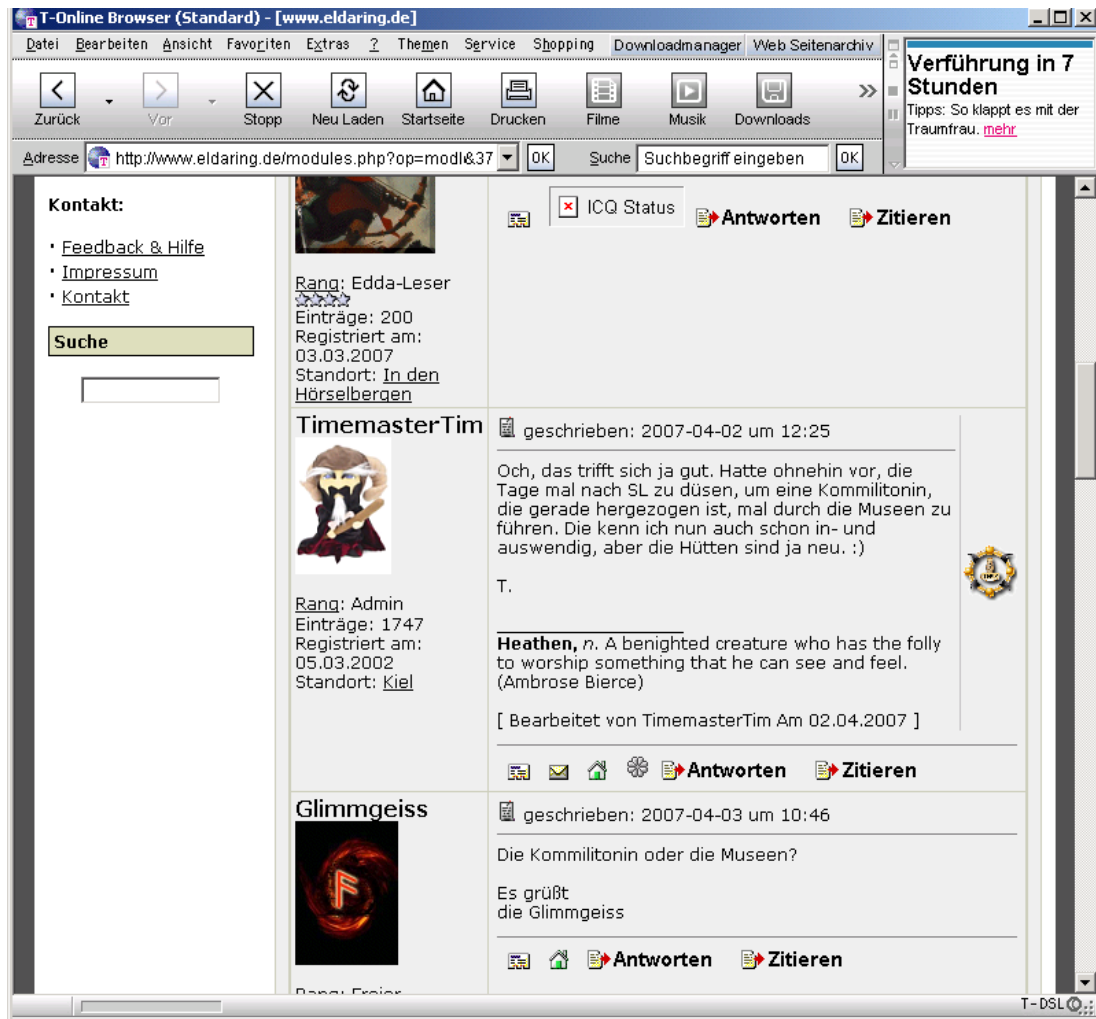 T-Online Browser (Standard) - [www.eldaring.de]
Datei Bearbeiten Ansicht Favoriten Extras ? Themen Service Shopping Downloadmanager Web Seitenarchiv
Verführung in 7
Stunden
Tipps: So klappt es mit der
Traumfrau. mehr
Zurück Vor Stopp Neu Laden Startseite Drucken Filme Musik Downloads
Adresse http://www.eldaring.de/modules.php?op=modl&37 OK Suche Suchbegriff eingeben OK
Kontakt:
· Feedback & Hilfe
· Impressum
· Kontakt
Suche
ICQ Status Antworten Zitieren
Rang: Edda-Leser
Einträge: 200
Registriert am:
03.03.2007
Standort: In den
Hörselbergen
TimemasterTim
Rang: Admin
Einträge: 1747
Registriert am:
05.03.2002
Standort: Kiel
geschrieben: 2007-04-02 um 12:25
Och, das trifft sich ja gut. Hatte ohnehin vor, die
Tage mal nach SL zu düsen, um eine Kommilitonin,
die gerade hergezogen ist, mal durch die Museen zu
führen. Die kenn ich nun auch schon in- und
auswendig, aber die Hütten sind ja neu. :)
T.
Heathen, n. A benighted creature who has the folly
to worship something that he can see and feel.
(Ambrose Bierce)
[ Bearbeitet von TimemasterTim Am 02.04.2007 ]
Antworten Zitieren
Glimmgeiss
geschrieben: 2007-04-03 um 10:46
Die Kommilitonin oder die Museen?
Es grüßt
die Glimmgeiss
Antworten Zitieren
Rang: Freier
T-DSL